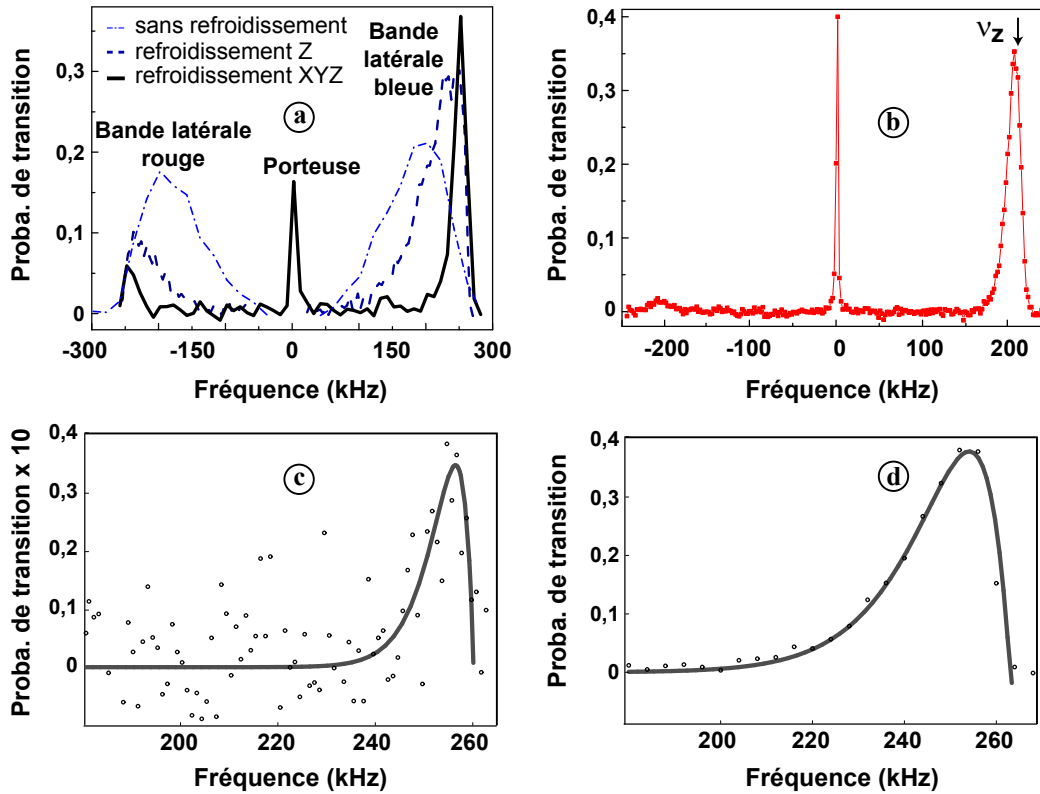 sans refroidissement
refroidissement Z
refroidissement XYZ
Bande
latérale
bleue
a
Bande latérale
rouge
Porteuse
Proba. de transition
0,3
0,2
0,1
0
-300 -150 0 150 300
Fréquence (kHz)
νz
b
Proba. de transition
0,4
0,3
0,2
0,1
0
-200 -100 0 100 200
Fréquence (kHz)
c
Proba. de transition x 10
0,4
0,3
0,2
0,1
0
200 220 240 260
Fréquence (kHz)
d
Proba. de transition
0,4
0,3
0,2
0,1
0
200 220 240 260
Fréquence (kHz)